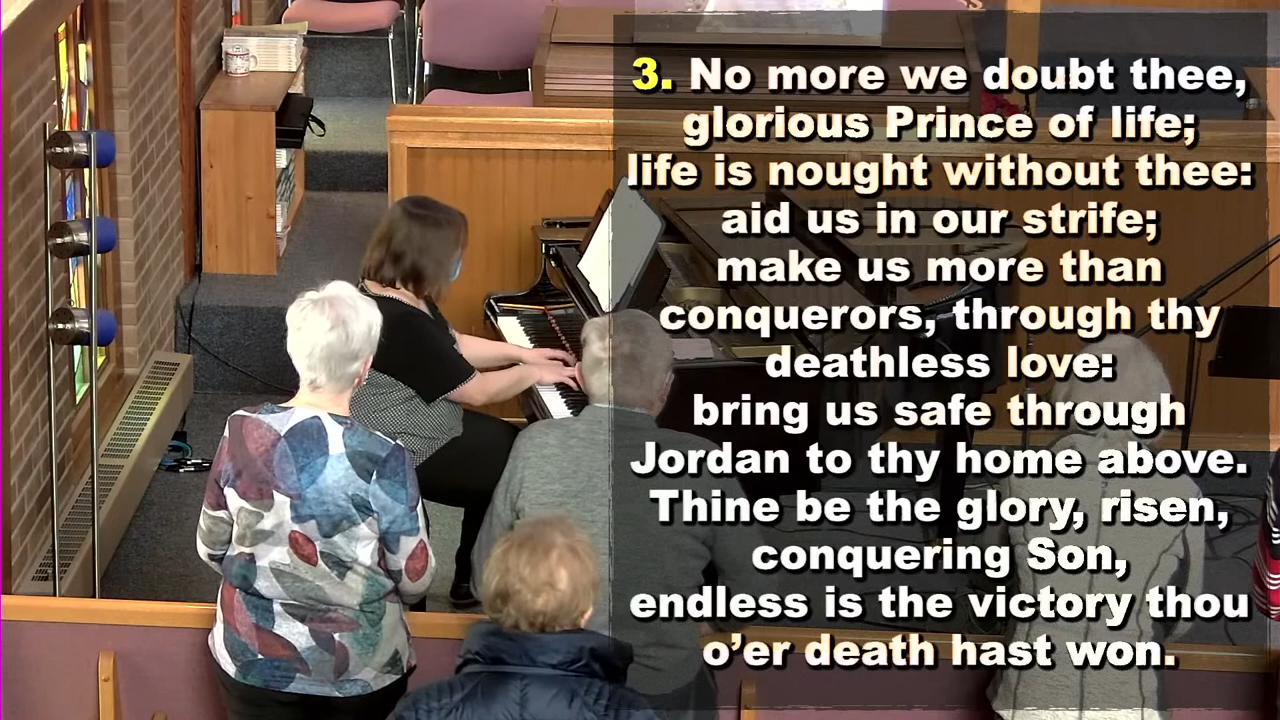 3. No more we doubt thee,
glorious Prince of life;
life is nought without thee:
aid us in our strife;
make us more than
conquerors, through thy
deathless love:
bring us safe through
Jordan to thy home above.
Thine be the glory, risen,
conquering Son,
endless is the victory thou
o’er death hast won.